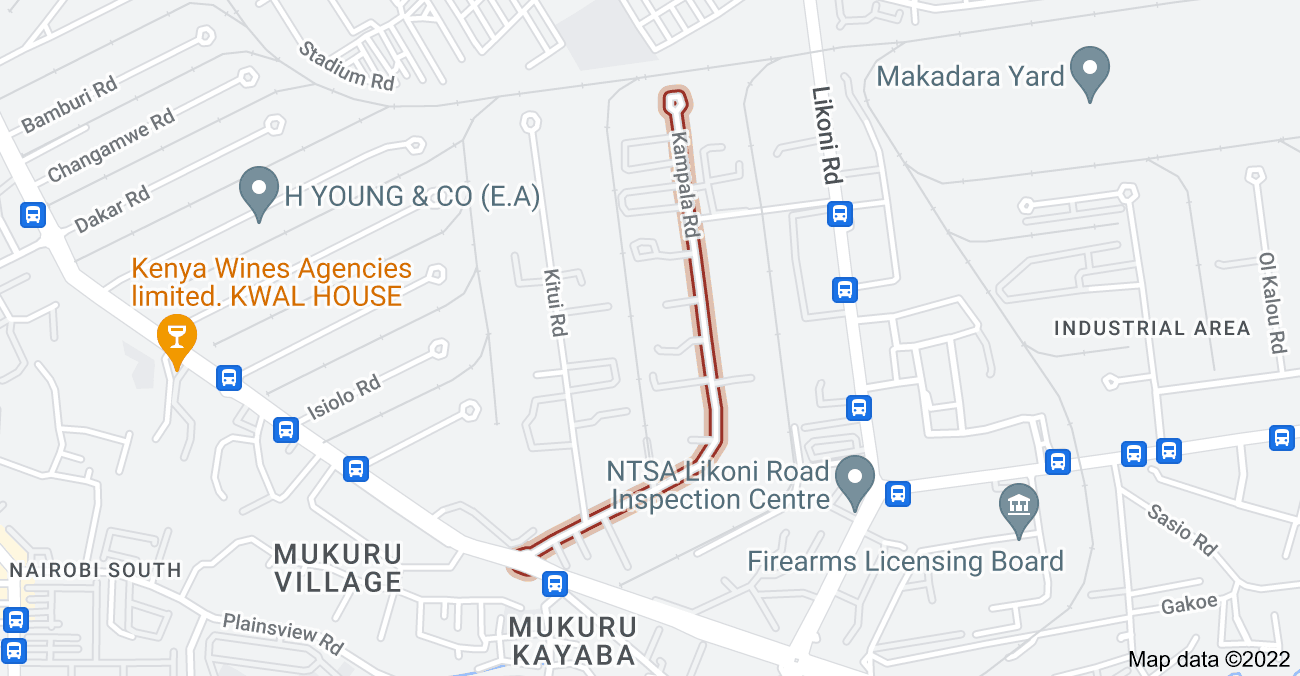 Stadium Rd
Bamburi Rd
Changamwe Rd
Dakar Rd
Makadara Yard
Likoni Rd
Kampala Rd
H YOUNG & CO (E.A)
Kenya Wines Agencies
limited. KWAL HOUSE
Kitui Rd
Ol Kalou Rd
INDUSTRIAL AREA
Isiolo Rd
NTSA Likoni Road
Inspection Centre
Sasio Rd
Firearms Licensing Board
MUKURU
VILLAGE
NAIROBI SOUTH
Plainsview Rd
Gakoe
MUKURU
KAYABA
Map data ©2022